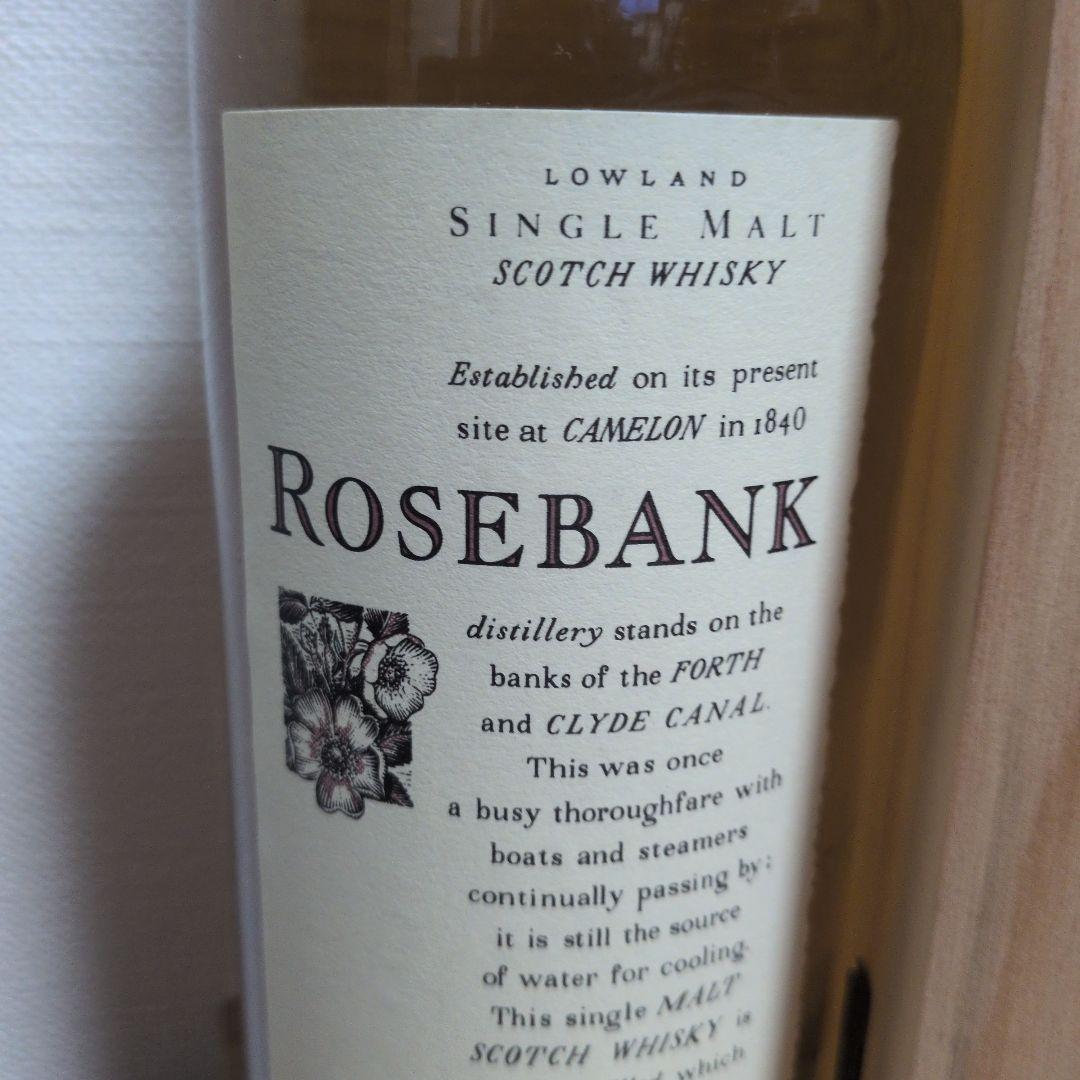 LOWLAND
SINGLE MALT
SCOTCH WHISKY
Established on its present
site at CAMELON in 1840
ROSEBANK
distillery stands on the
banks of the FORTH
and CLYDE CANAL.
This was once
a busy thoroughfare with
boats and steamers
continually passing by;
it is still the source
of water for cooling.
This single MALT
SCOTCH WHISKY is
which